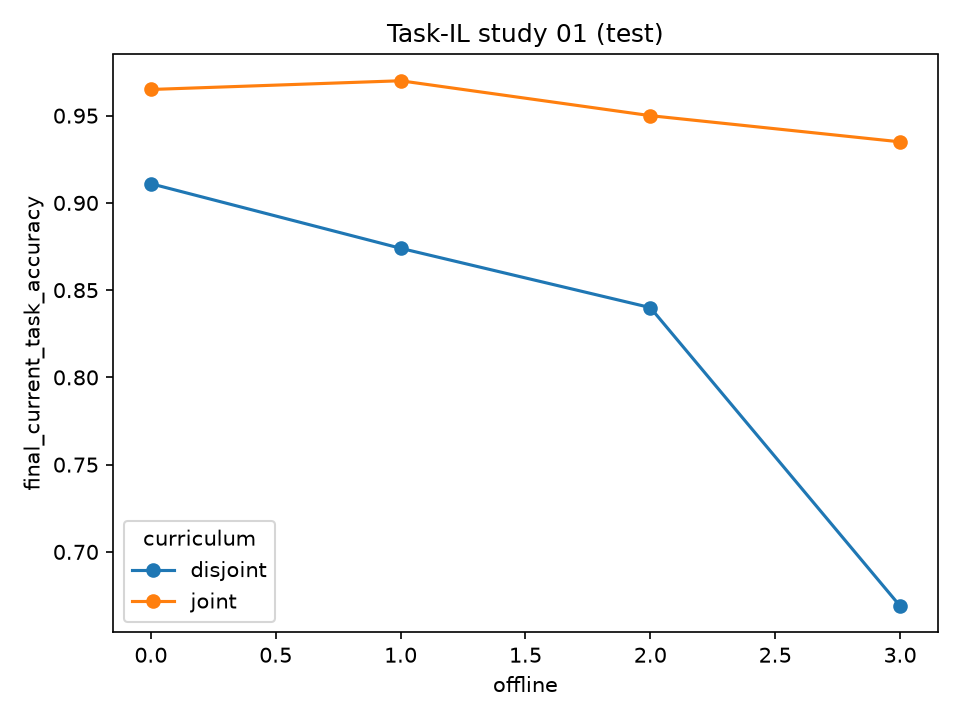 Task-IL study 01 (test)
final_current_task_accuracy
0.95
0.90
0.85
0.80
0.75
0.70
curriculum
disjoint
joint
0.0 0.5 1.0 1.5 2.0 2.5 3.0
offline